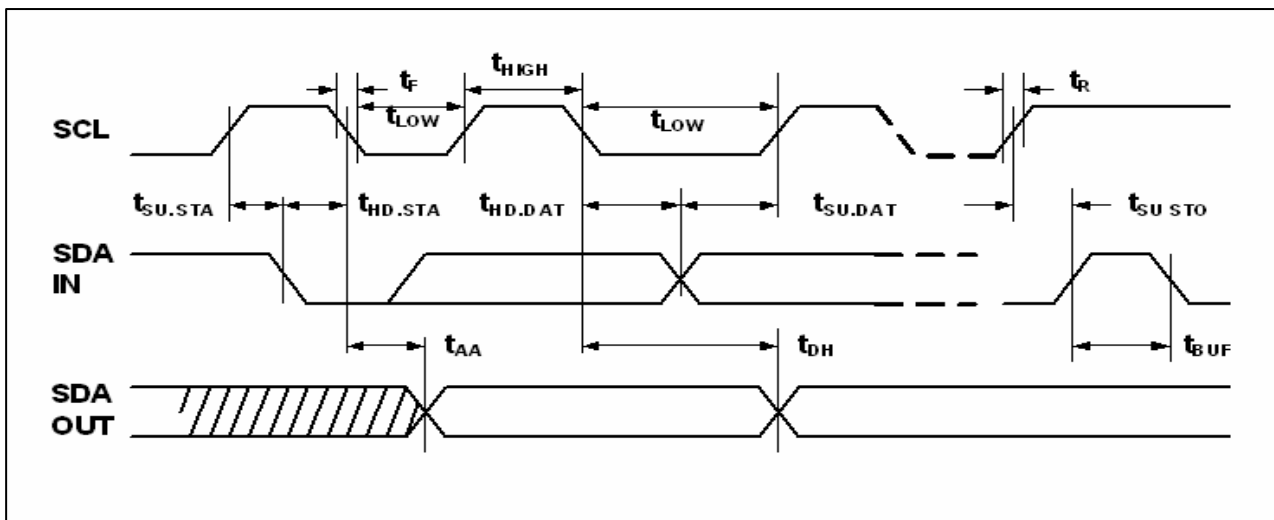 tF
tHIGH
tR
SCL
tLOW
tLOW
tSU.STA
tHD.STA
tHD.DAT
tSU.DAT
tSU STO
SDA
IN
tAA
tDH
tBUF
SDA
OUT